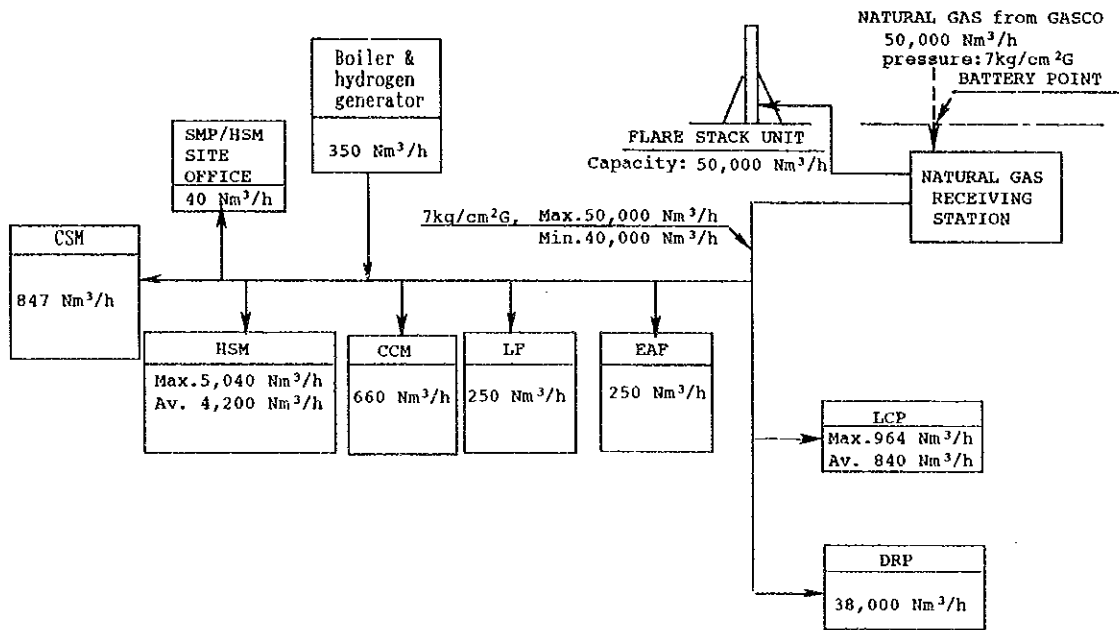 NATURAL GAS from GASCO
50,000 Nm³/h
pressure:7kg/cm²G
BATTERY POINT
Boiler &
hydrogen
generator
350 Nm³/h
SMP/HSM
SITE
OFFICE
40 Nm³/h
FLARE STACK UNIT
Capacity: 50,000 Nm³/h
NATURAL GAS
RECEIVING
STATION
7kg/cm²G, Max.50,000 Nm³/h
Min.40,000 Nm³/h
CSM
847 Nm³/h
HSM
Max.5,040 Nm³/h
Av. 4,200 Nm³/h
CCM
660 Nm³/h
LF
250 Nm³/h
EAF
250 Nm³/h
LCP
Max.964 Nm³/h
Av. 840 Nm³/h
DRP
38,000 Nm³/h